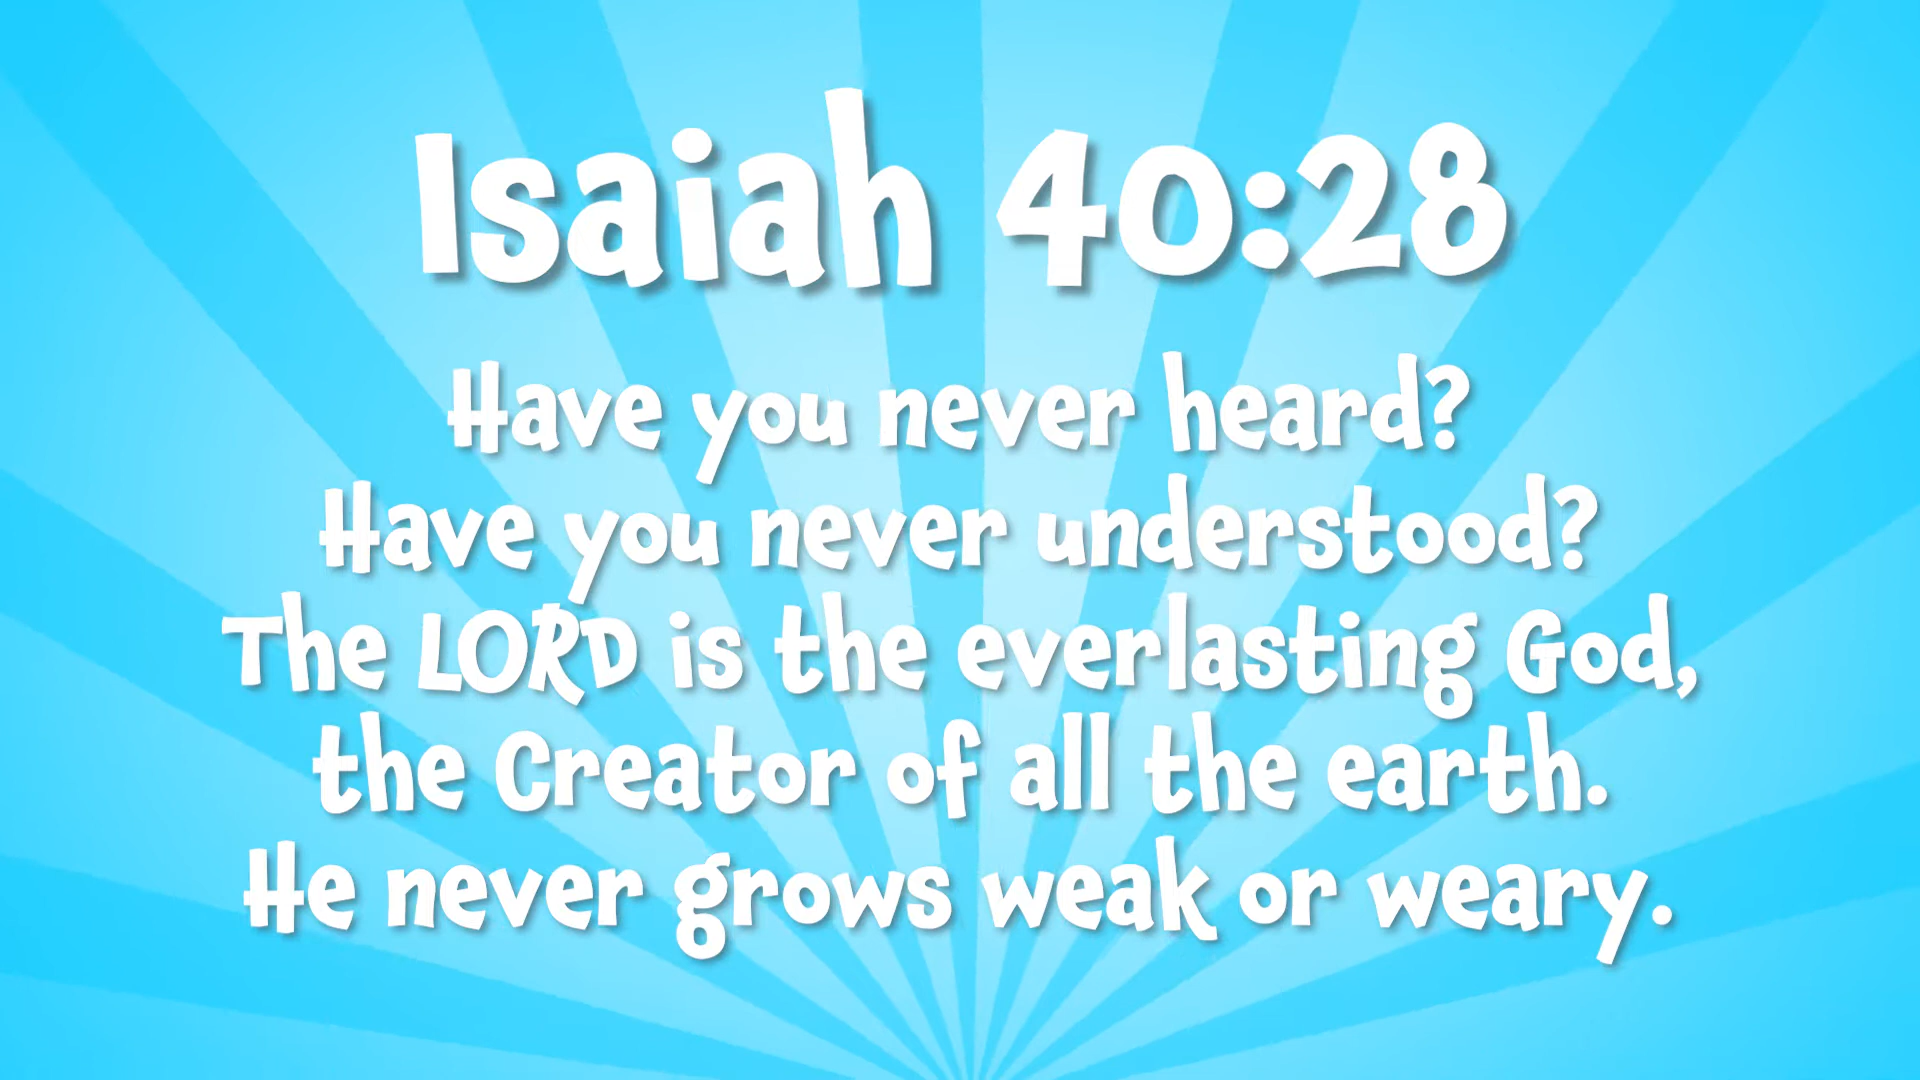 Isaiah 40:28
Have you never heard?
Have you never understood?
The LORD is the everlasting God,
the Creator of all the earth.
He never grows weak or weary.